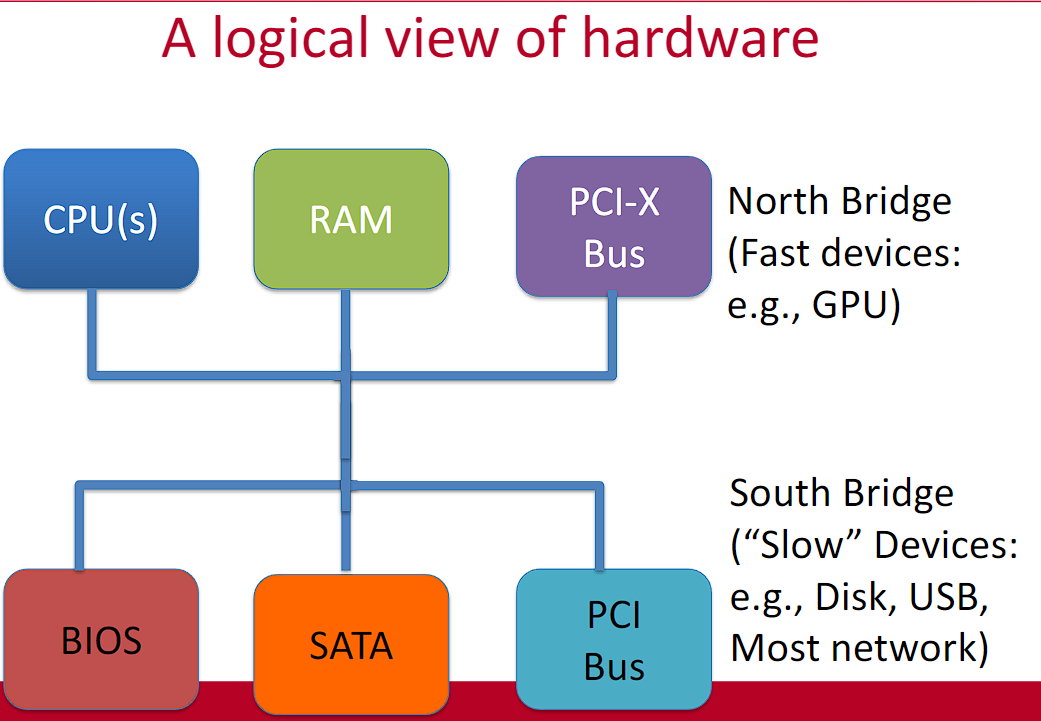 A logical view of hardware
CPU(s)
RAM
PCI-X
Bus
North Bridge
(Fast devices:
e.g., GPU)
BIOS
SATA
PCI
Bus
South Bridge
(“Slow” Devices:
e.g., Disk, USB,
Most network)